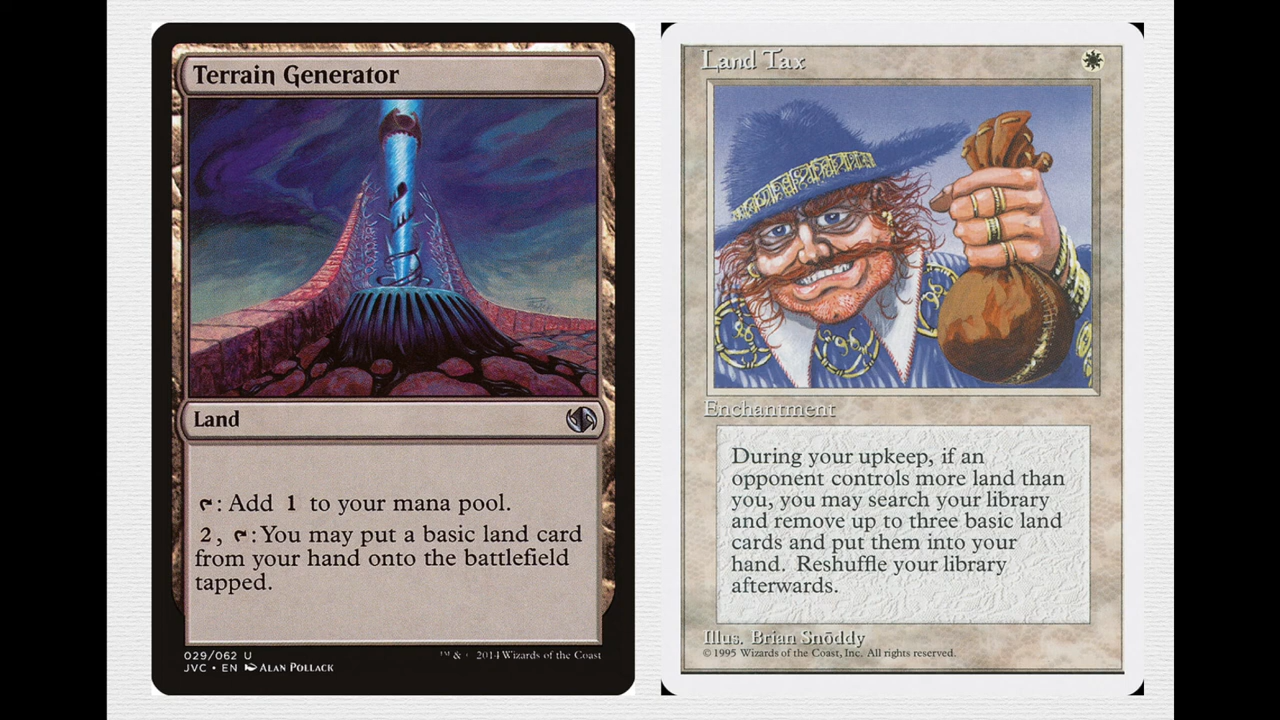 Terrain Generator
Land
: Add 1 to your mana pool.
2, : You may put a basic land card
from your hand onto the battlefield
tapped.
029/062 U
JVC • EN ALAN POLLACK
™ & 2014 Wizards of the Coast
Land Tax
Enchantment
During your upkeep, if an
opponent controls more land than
you, you may search your library
and remove up to three basic land
cards and put them into your
hand. Reshuffle your library
afterwards.
Illus. Brian Snōddy
© 1995 Wizards of the Coast, Inc. All rights reserved.